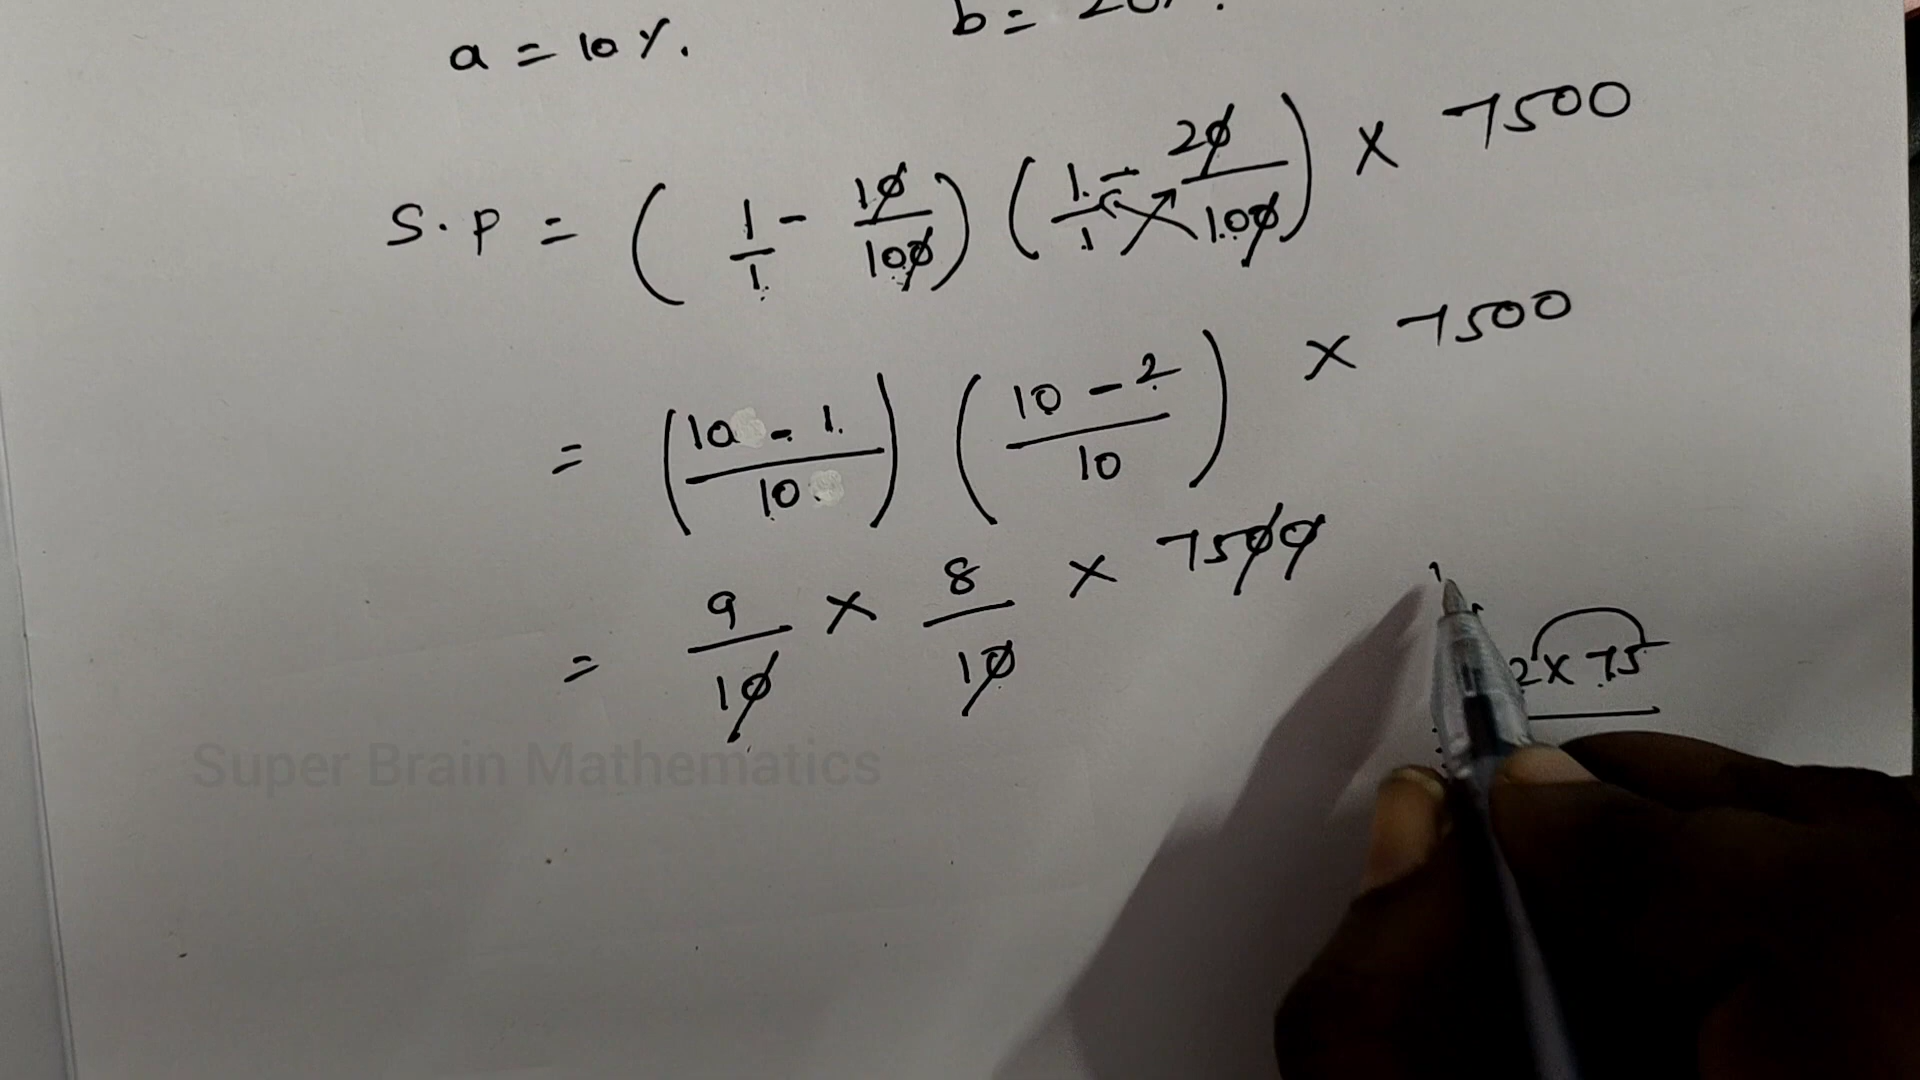 a = 10%. b = 20%.
S.P = ( 1/1 - 10/100 ) ( 1/1 - 20/100 ) × 7500
= ( 10 - 1 / 10 ) ( 10 - 2 / 10 ) × 7500
= 9/10 × 8/10 × 7500
2 × 75
Super Brain Mathematics